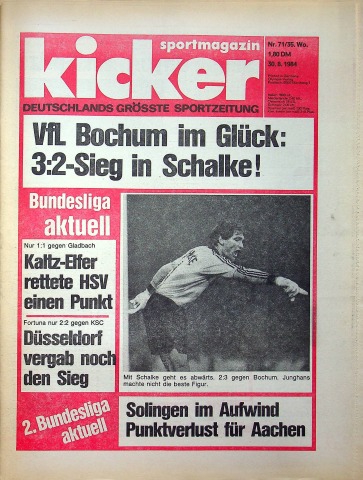 sportmagazin
kicker
DEUTSCHLANDS GRÖSSTE SPORTZEITUNG
Nr. 71/35. Wo.
1,80 DM
30. 8. 1984
VfL Bochum im Glück:
3:2-Sieg in Schalke!
Bundesliga
aktuell
Nur 1:1 gegen Gladbach
Kaltz-Elfer
rettete HSV
einen Punkt
Fortuna nur 2:2 gegen KSC
Düsseldorf
vergab noch
den Sieg
Mit Schalke geht es abwärts. 2:3 gegen Bochum. Junghans
machte nicht die beste Figur.
2. Bundesliga
aktuell
Solingen im Aufwind
Punktverlust für Aachen